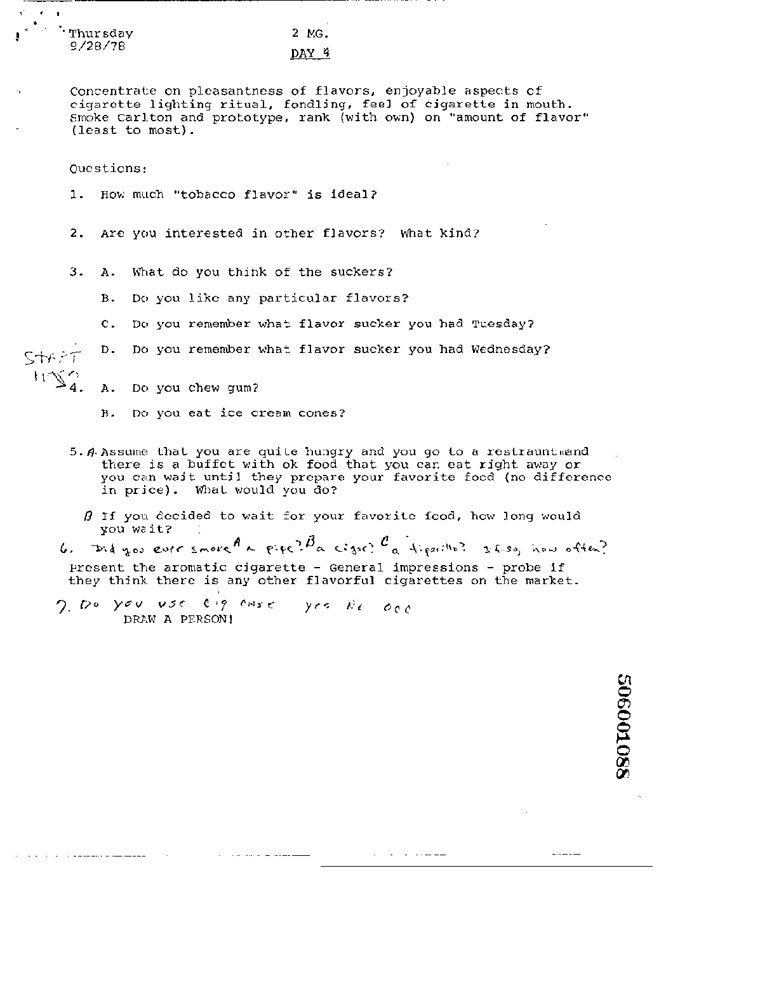 Thursday 2 MG.
9/28/78 DAY 4
Concentrate on pleasantness of flavors, enjoyable aspects of
cigarette lighting ritual, fondling, feel of cigarette in mouth.
Smoke Carlton and prototype, rank (with own) on "amount of flavor"
(least to most).
Questions:
1. How much "tobacco flavor" is ideal?
2. Are you interested in other flavors? What kind?
3. A. What do you think of the suckers?
B. Do you like any particular flavors?
C. Do you remember what flavor sucker you had Tuesday?
D. Do you remember what flavor sucker you had Wednesday?
START
4. A. Do you chew gum?
B. Do you eat ice cream cones?
5. A. Assume that you are quite hungry and you go to a restraunt and
there is a buffet with ok food that you can eat right away or
you can wait until they prepare your favorite food (no difference
in price). What would you do?
B If you decided to wait for your favorite food, how long would
you wait?
6. Did you ever smoke A a pipe? B a cigar? C a tiparillo? If so, how often?
Present the aromatic cigarette - General impressions - probe if
they think there is any other flavorful cigarettes on the market.
7. Do you use cig case yes no occ
DRAW A PERSON!
506001088